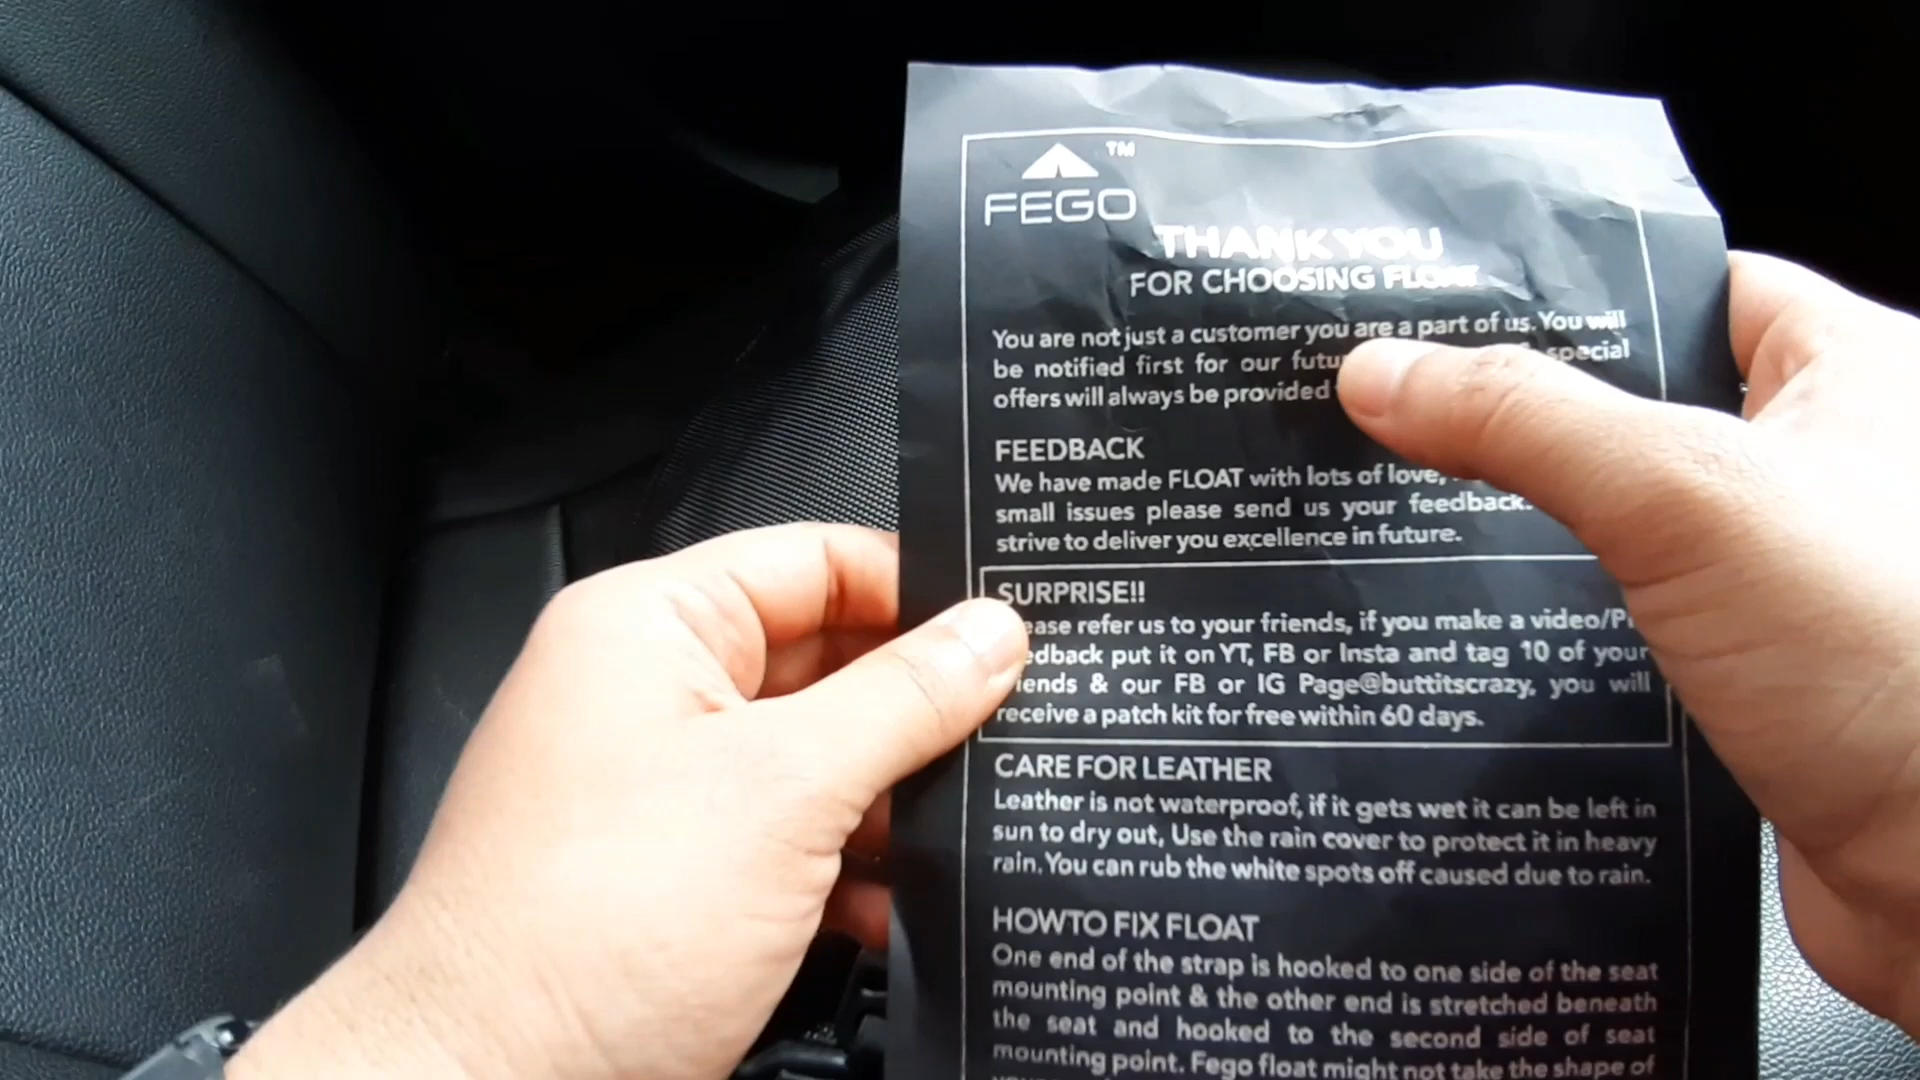 TM
FEGO
THANK YOU
FOR CHOOSING FLOAT
You are not just a customer you are a part of us. You will
be notified first for our special
offers will always be provided
FEEDBACK
We have made FLOAT with lots of love,
small issues please send us your feedback.
strive to deliver you excellence in future.
SURPRISE!!
refer us to your friends, if you make a video/
put it on YT, FB or Insta and tag 10 of your
& our FB or IG Page@buttitscrazy, you will
receive a patch kit for free within 60 days.
CARE FOR LEATHER
Leather is not waterproof, if it gets wet it can be left in
sun to dry out, Use the rain cover to protect it in heavy
rain. You can rub the white spots off caused due to rain.
HOW TO FIX FLOAT
One end of the strap is hooked to one side of the seat
mounting point & the other end is stretched beneath
the seat and hooked to the second side of seat
mounting point. Fego float might not take the shape of